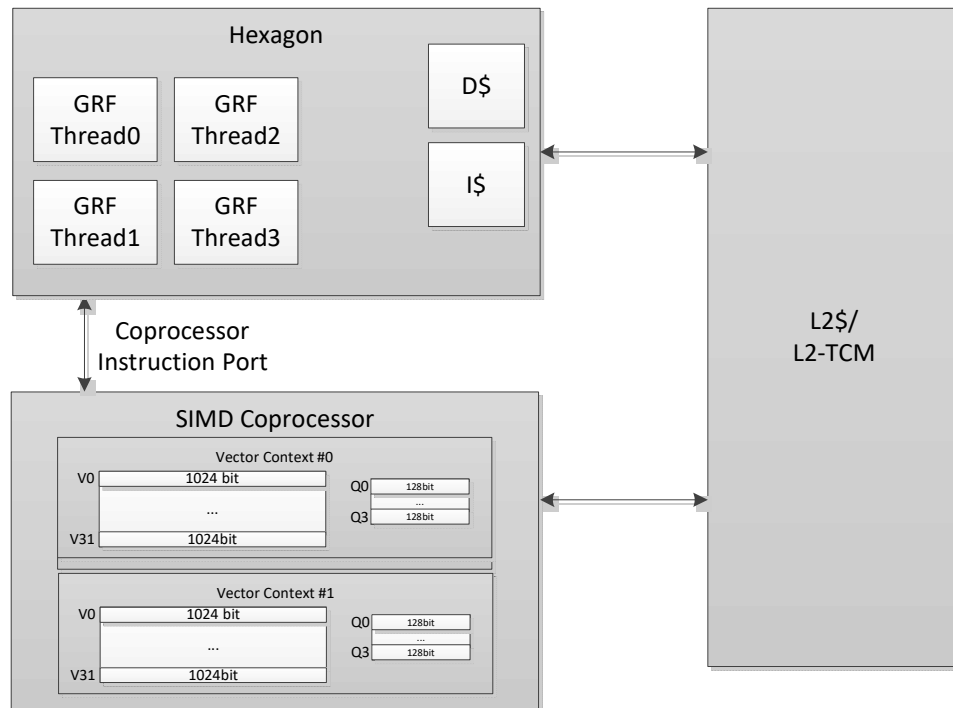 Hexagon
GRF
Thread0
GRF
Thread2
D$
GRF
Thread1
GRF
Thread3
I$
Coprocessor
Instruction Port
L2$/
L2-TCM
SIMD Coprocessor
Vector Context #0
V0
1024 bit
...
V31
1024bit
Q0
128bit
...
Q3
128bit
Vector Context #1
V0
1024 bit
...
V31
1024bit
Q0
128bit
...
Q3
128bit